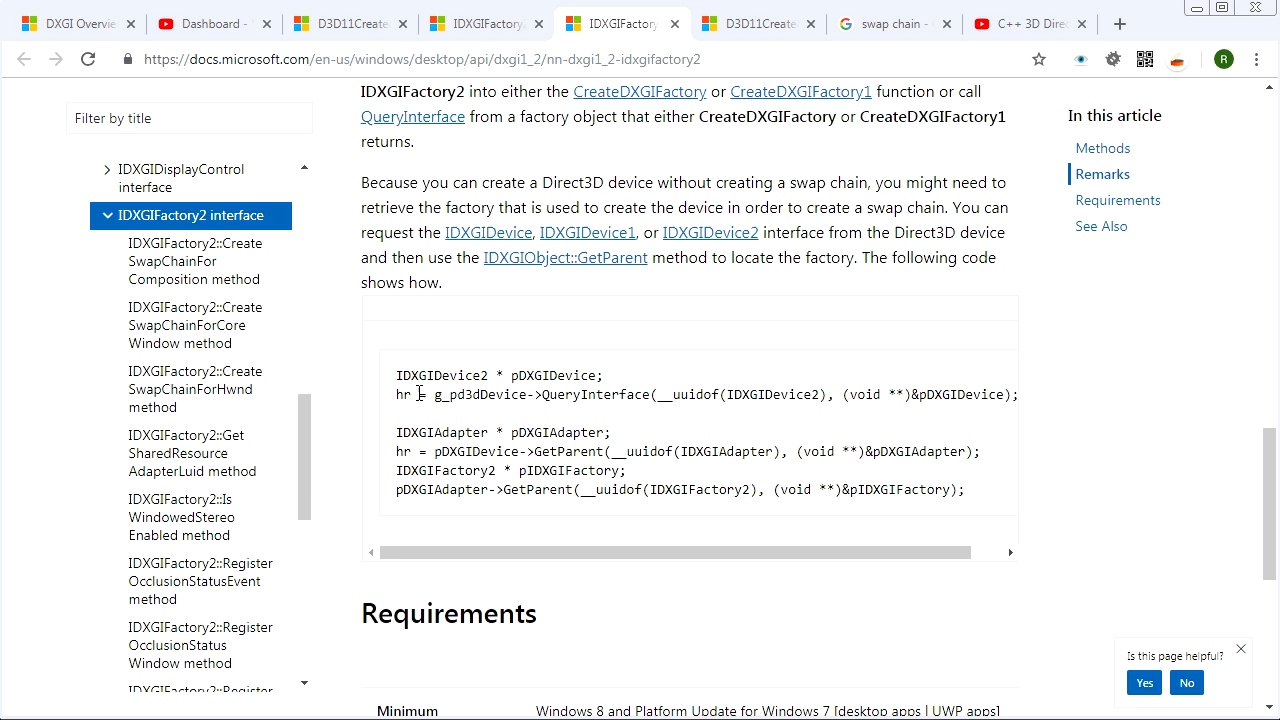 DXGI Overvie
Dashboard -
D3D11Create
IDXGIFactory
IDXGIFactory
D3D11Create
swap chain -
C++ 3D Direc
https://docs.microsoft.com/en-us/windows/desktop/api/dxgi1_2/nn-dxgi1_2-idxgifactory2
R
Filter by title
IDXGIDisplayControl
interface
IDXGIFactory2 interface
IDXGIFactory2::Create
SwapChainFor
Composition method
IDXGIFactory2::Create
SwapChainForCore
Window method
IDXGIFactory2::Create
SwapChainForHwnd
method
IDXGIFactory2::Get
SharedResource
AdapterLuid method
IDXGIFactory2::Is
WindowedStereo
Enabled method
IDXGIFactory2::Register
OcclusionStatusEvent
method
IDXGIFactory2::Register
OcclusionStatus
Window method
IDXGIFactory2::Register
IDXGIFactory2 into either the CreateDXGIFactory or CreateDXGIFactory1 function or call
QueryInterface from a factory object that either CreateDXGIFactory or CreateDXGIFactory1
returns.
Because you can create a Direct3D device without creating a swap chain, you might need to
retrieve the factory that is used to create the device in order to create a swap chain. You can
request the IDXGIDevice, IDXGIDevice1, or IDXGIDevice2 interface from the Direct3D device
and then use the IDXGIObject::GetParent method to locate the factory. The following code
shows how.
IDXGIDevice2 * pDXGIDevice;
hr = g_pd3dDevice->QueryInterface(__uuidof(IDXGIDevice2), (void **)&pDXGIDevice);
IDXGIAdapter * pDXGIAdapter;
hr = pDXGIDevice->GetParent(__uuidof(IDXGIAdapter), (void **)&pDXGIAdapter);
IDXGIFactory2 * pIDXGIFactory;
pDXGIAdapter->GetParent(__uuidof(IDXGIFactory2), (void **)&pIDXGIFactory);
Requirements
Minimum
Windows 8 and Platform Update for Windows 7 [desktop apps | UWP apps]
In this article
Methods
Remarks
Requirements
See Also
Is this page helpful?
Yes
No